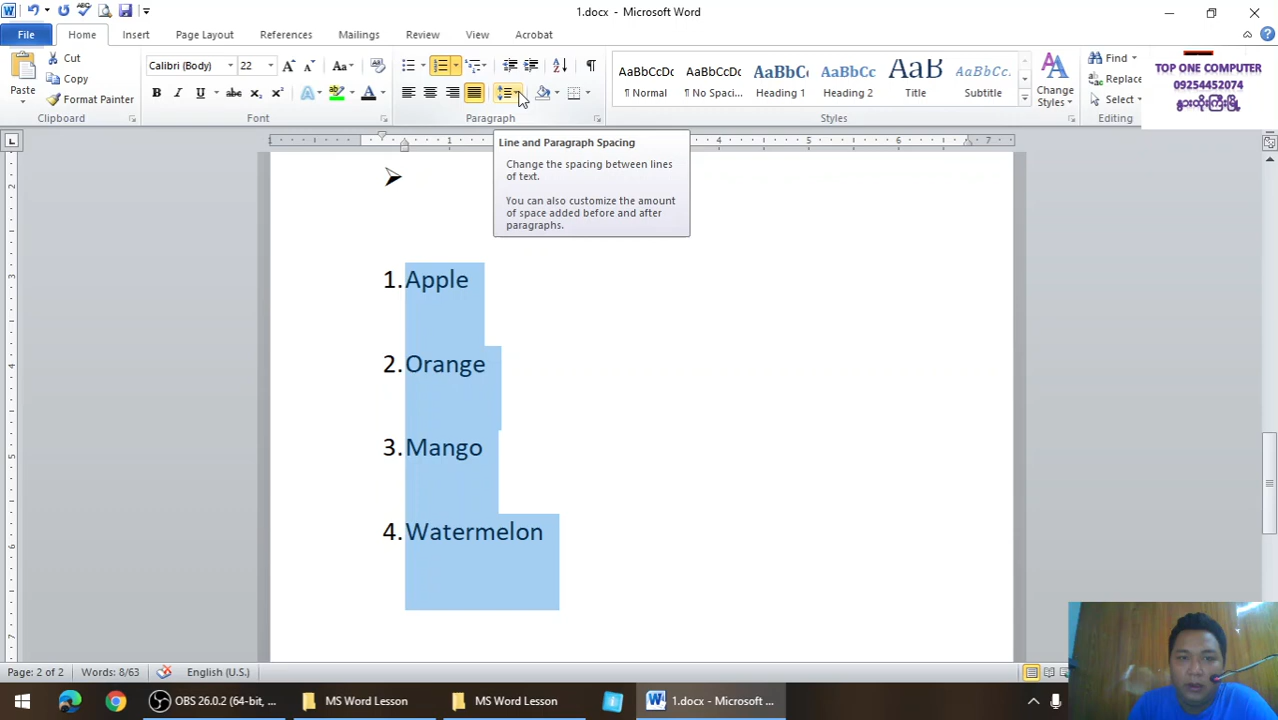 1.docx - Microsoft Word
File Home Insert Page Layout References Mailings Review View Acrobat
Paste
Cut
Copy
Format Painter
Clipboard
Calibri (Body) 22
Font
Paragraph
AaBbCcDc
¶ Normal
AaBbCcDc
¶ No Spaci...
AaBbCc
Heading 1
AaBbCc
Heading 2
AaB
Title
AaBbCcDc
Subtitle
Change Styles
Styles
Find
Replace
Select
Editing
TOP ONE COMPUTER
09254452074
နွားထိုးကြီးမြို့
Line and Paragraph Spacing
Change the spacing between lines
of text.
You can also customize the amount
of space added before and after
paragraphs.
1. Apple
2. Orange
3. Mango
4. Watermelon
Page: 2 of 2 Words: 8/63 English (U.S.)
OBS 26.0.2 (64-bit, ... MS Word Lesson MS Word Lesson 1.docx - Microsoft ...